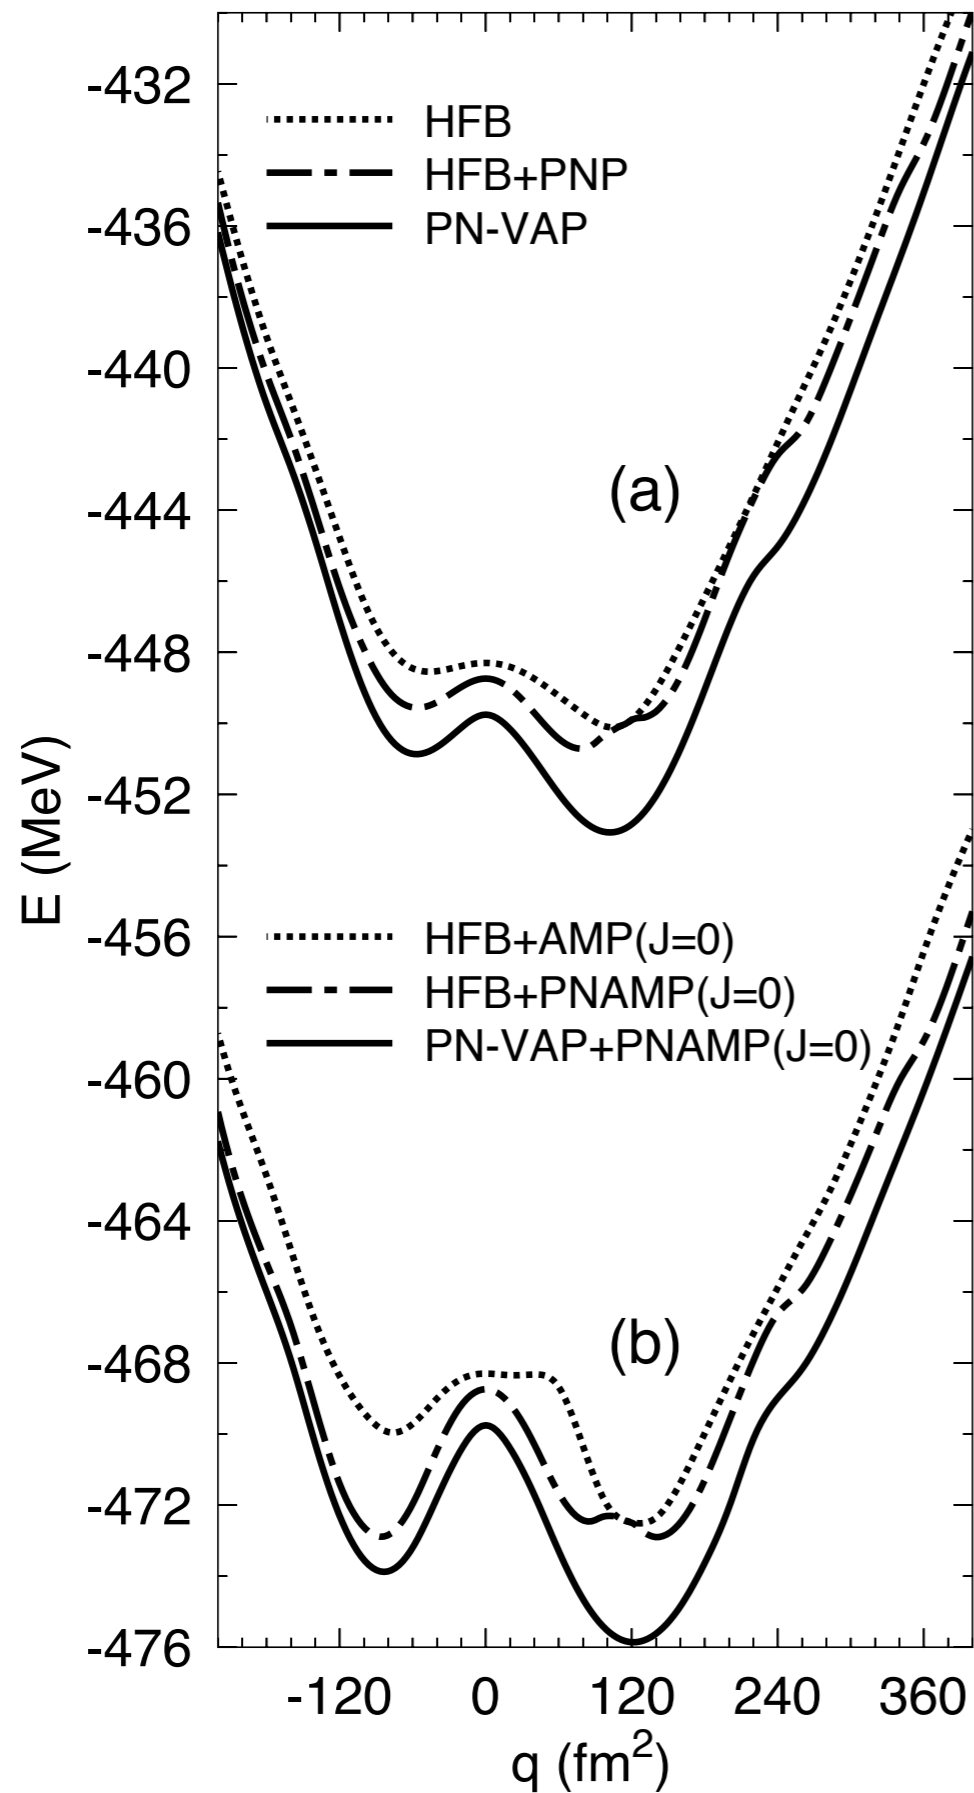 -432
HFB
HFB+PNP
-436
PN-VAP
-440
(a)
-444
-448
E (MeV)
-452
-456
HFB+AMP(J=0)
HFB+PNAMP(J=0)
PN-VAP+PNAMP(J=0)
-460
-464
(b)
-468
-472
-476
-120 0 120 240 360
q (fm²)